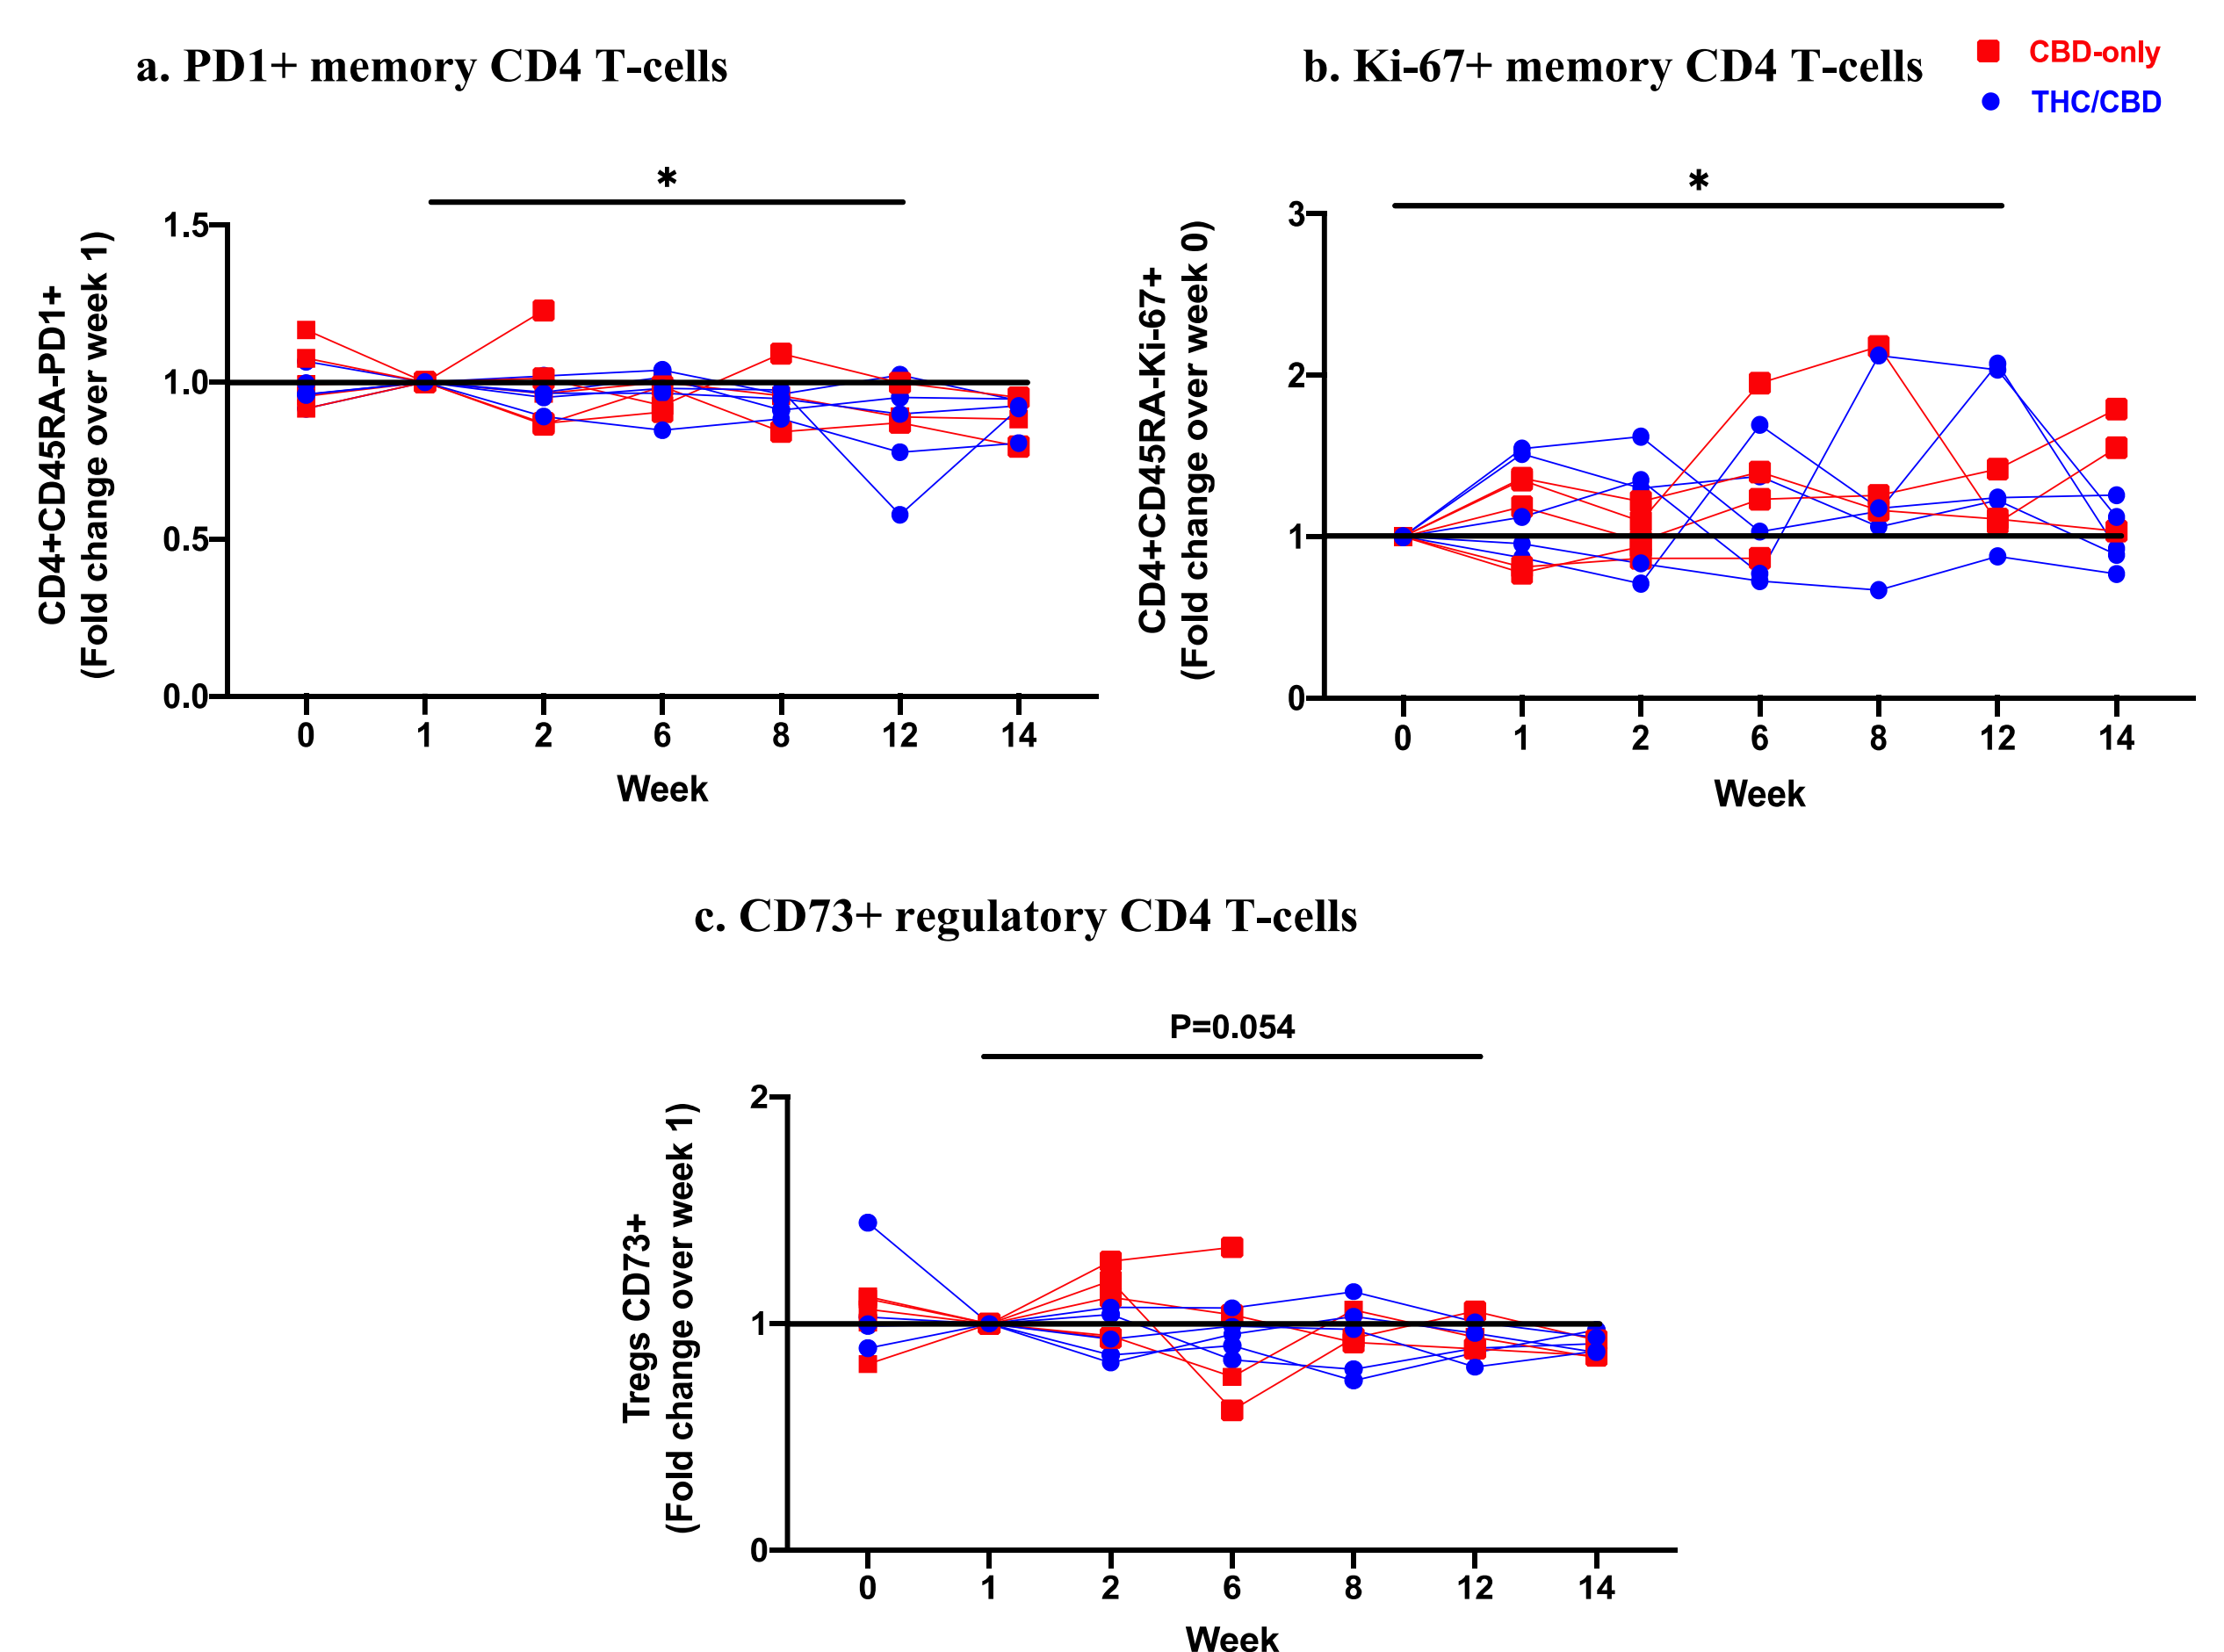 a. PD1+ memory CD4 T-cells
b. Ki-67+ memory CD4 T-cells
CBD-only
THC/CBD
*
CD4+CD45RA-PD1+
(Fold change over week 1)
1.5
1.0
0.5
0.0
0 1 2 6 8 12 14
Week
*
CD4+CD45RA-Ki-67+
(Fold change over week 0)
3
2
1
0
0 1 2 6 8 12 14
Week
c. CD73+ regulatory CD4 T-cells
P=0.054
Tregs CD73+
(Fold change over week 1)
2
1
0
0 1 2 6 8 12 14
Week